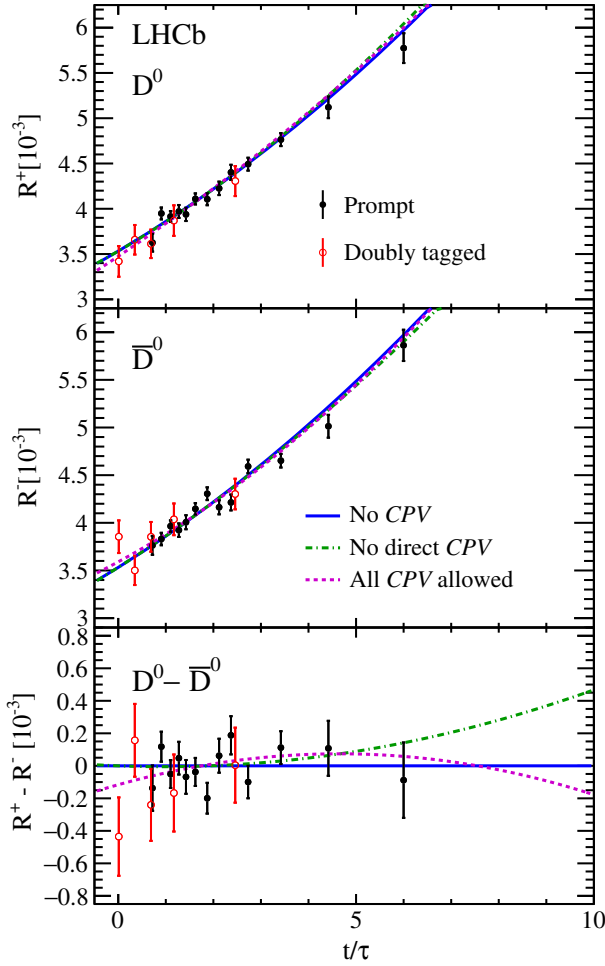 LHCb
D⁰
R⁺[10⁻³]
6
5.5
5
4.5
4
3.5
3
Prompt
Doubly tagged
D̅⁰
R⁻[10⁻³]
6
5.5
5
4.5
4
3.5
3
No CPV
No direct CPV
All CPV allowed
D⁰ – D̅⁰
R⁺ - R⁻ [10⁻³]
0.8
0.6
0.4
0.2
0
−0.2
−0.4
−0.6
−0.8
0 5 10
t/τ